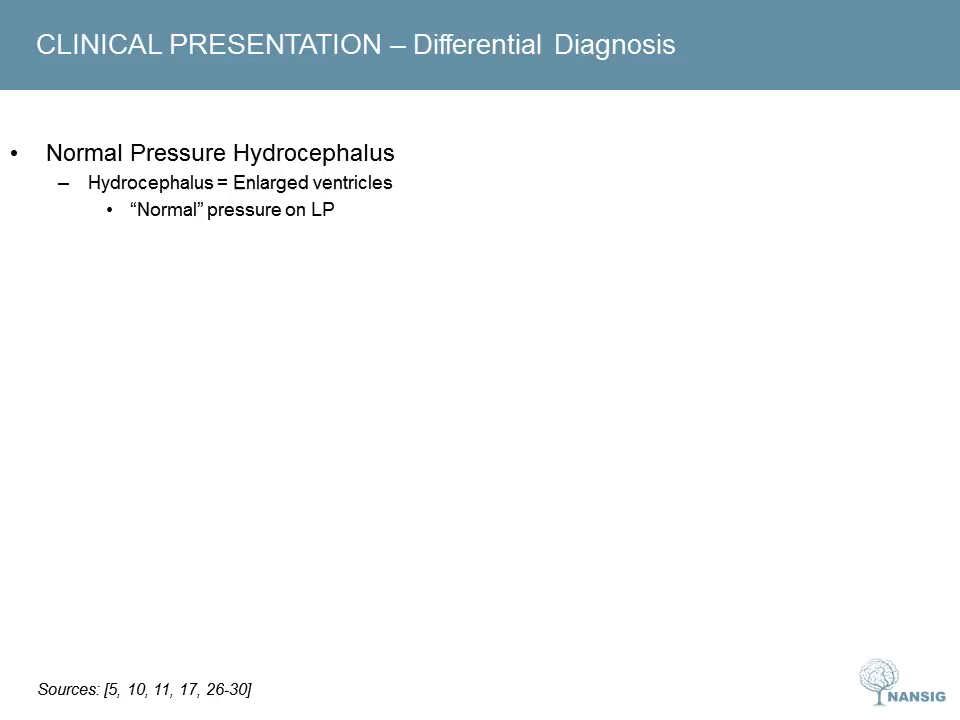 CLINICAL PRESENTATION – Differential Diagnosis
• Normal Pressure Hydrocephalus
– Hydrocephalus = Enlarged ventricles
• “Normal” pressure on LP
Sources: [5, 10, 11, 17, 26-30]
NANSIG